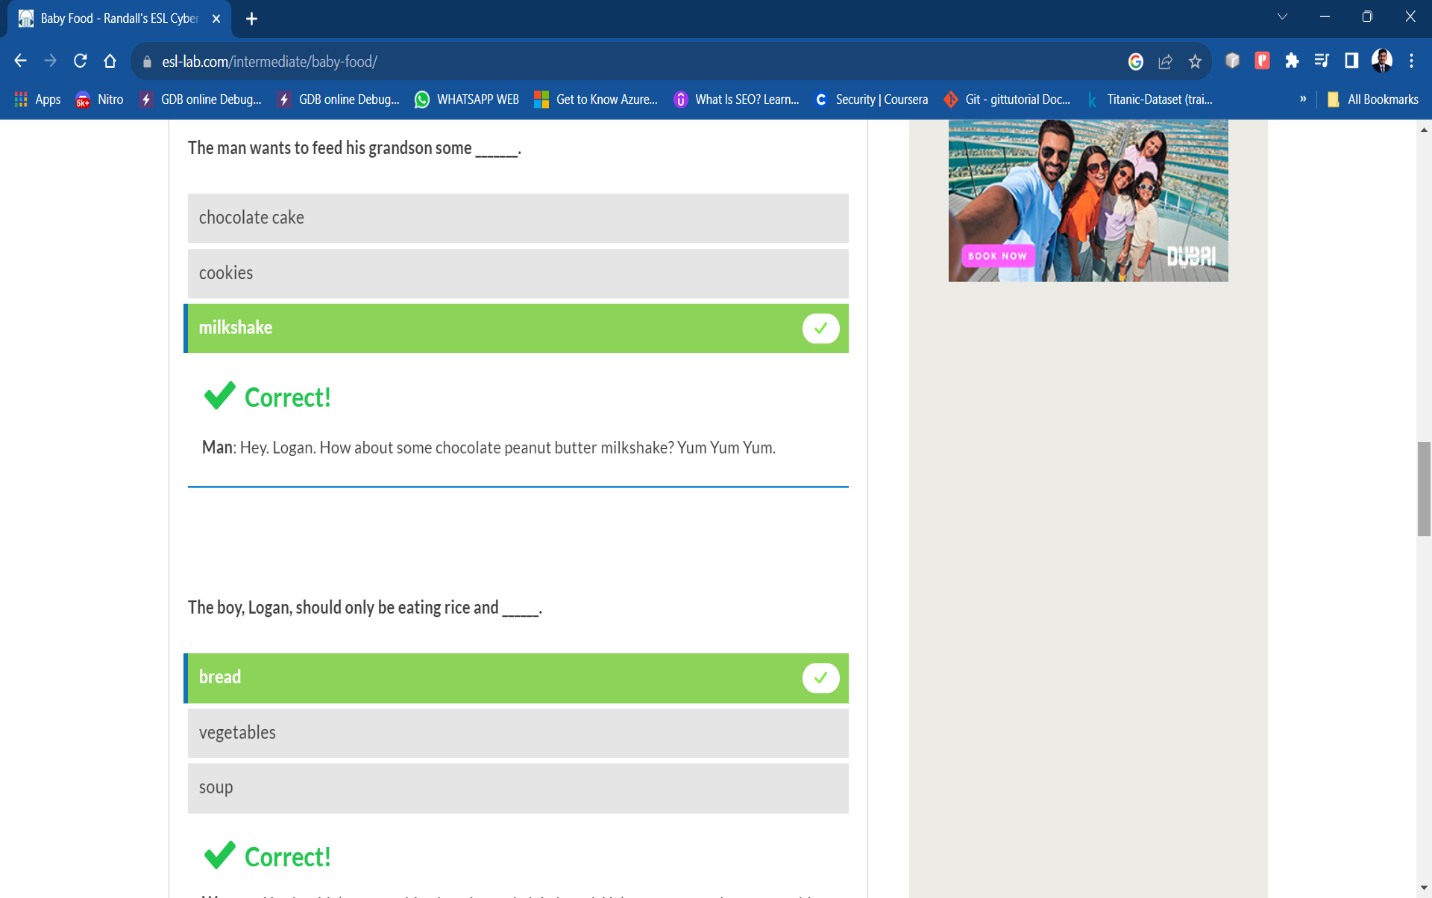 Baby Food - Randall's ESL Cyber
esl-lab.com/intermediate/baby-food/
Apps
5k+
Nitro
GDB online Debug...
GDB online Debug...
WHATSAPP WEB
Get to Know Azure...
What Is SEO? Learn...
Security | Coursera
Git - gittutorial Doc...
Titanic-Dataset (trai...
»
All Bookmarks
The man wants to feed his grandson some _______.
chocolate cake
cookies
milkshake
Correct!
Man: Hey. Logan. How about some chocolate peanut butter milkshake? Yum Yum Yum.
The boy, Logan, should only be eating rice and ______.
bread
vegetables
soup
Correct!
BOOK NOW
DUBAI